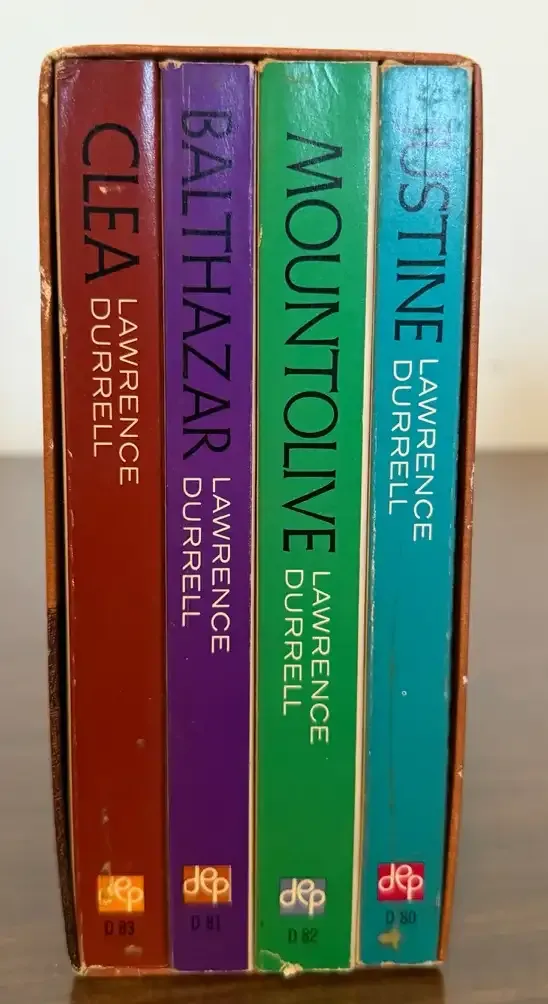 CLEA
LAWRENCE
DURRELL
dep
D 83
BALTHAZAR
LAWRENCE
DURRELL
dep
D 81
MOUNTOLIVE
LAWRENCE
DURRELL
dep
D 82
JUSTINE
LAWRENCE
DURRELL
dep
D 80